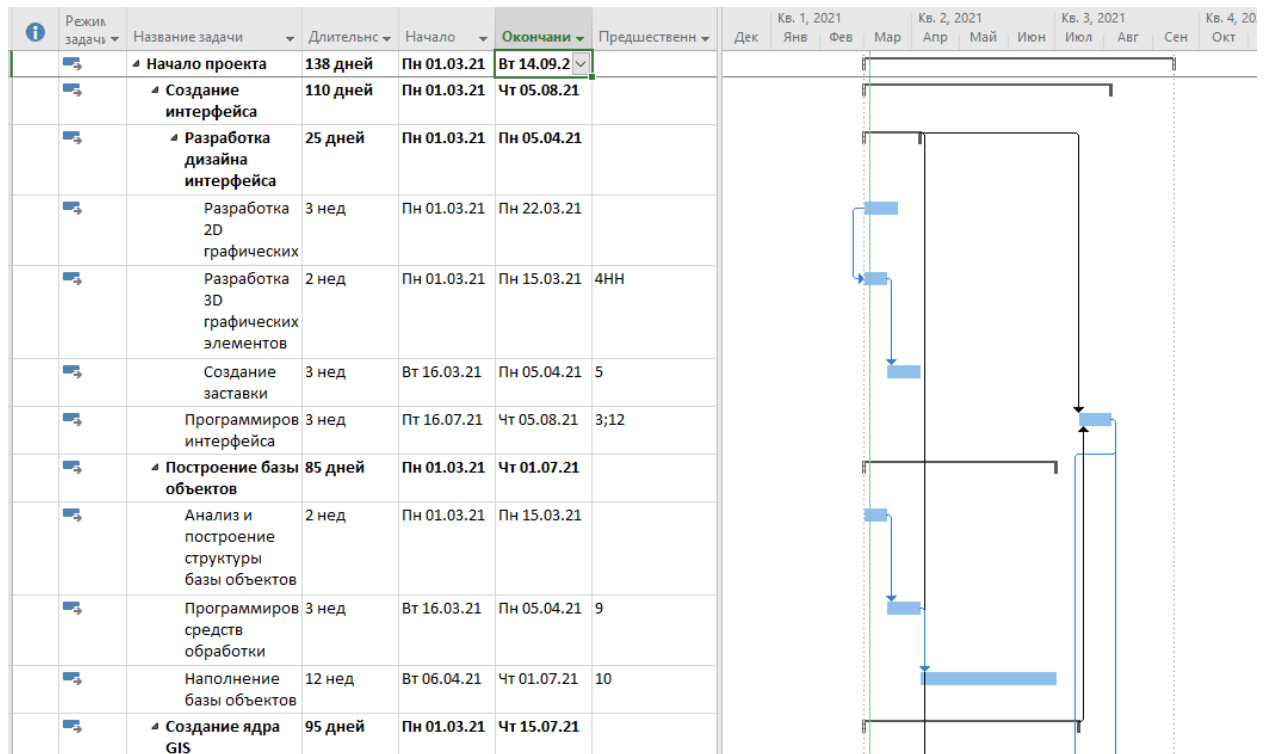 Режим задачи Название задачи Длительнс Начало Окончани Предшественн
Кв. 1, 2021 Кв. 2, 2021 Кв. 3, 2021 Кв. 4, 20
Дек Янв Фев Мар Апр Май Июн Июл Авг Сен Окт
Начало проекта 138 дней Пн 01.03.21 Вт 14.09.2
Создание 110 дней Пн 01.03.21 Чт 05.08.21
интерфейса
Разработка 25 дней Пн 01.03.21 Пн 05.04.21
дизайна
интерфейса
Разработка 3 нед Пн 01.03.21 Пн 22.03.21
2D
графических
Разработка 2 нед Пн 01.03.21 Пн 15.03.21 4НН
3D
графических
элементов
Создание 3 нед Вт 16.03.21 Пн 05.04.21 5
заставки
Программиров 3 нед Пт 16.07.21 Чт 05.08.21 3;12
интерфейса
Построение базы 85 дней Пн 01.03.21 Чт 01.07.21
объектов
Анализ и 2 нед Пн 01.03.21 Пн 15.03.21
построение
структуры
базы объектов
Программиров 3 нед Вт 16.03.21 Пн 05.04.21 9
средств
обработки
Наполнение 12 нед Вт 06.04.21 Чт 01.07.21 10
базы объектов
Создание ядра 95 дней Пн 01.03.21 Чт 15.07.21
GIS